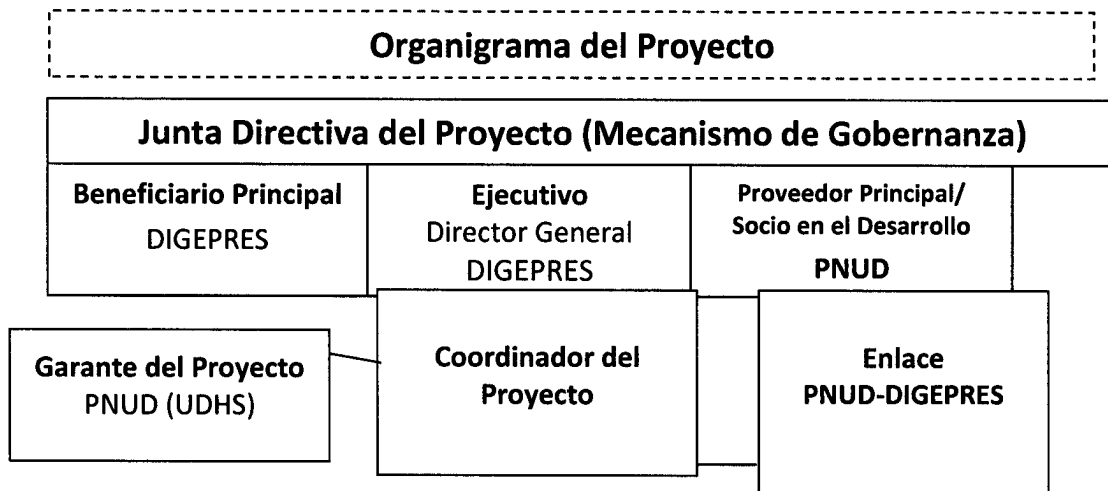 Organigrama del Proyecto
Junta Directiva del Proyecto (Mecanismo de Gobernanza)
Beneficiario Principal
DIGEPRES
Ejecutivo
Director General
DIGEPRES
Proveedor Principal/
Socio en el Desarrollo
PNUD
Garante del Proyecto
PNUD (UDHS)
Coordinador del
Proyecto
Enlace
PNUD-DIGEPRES